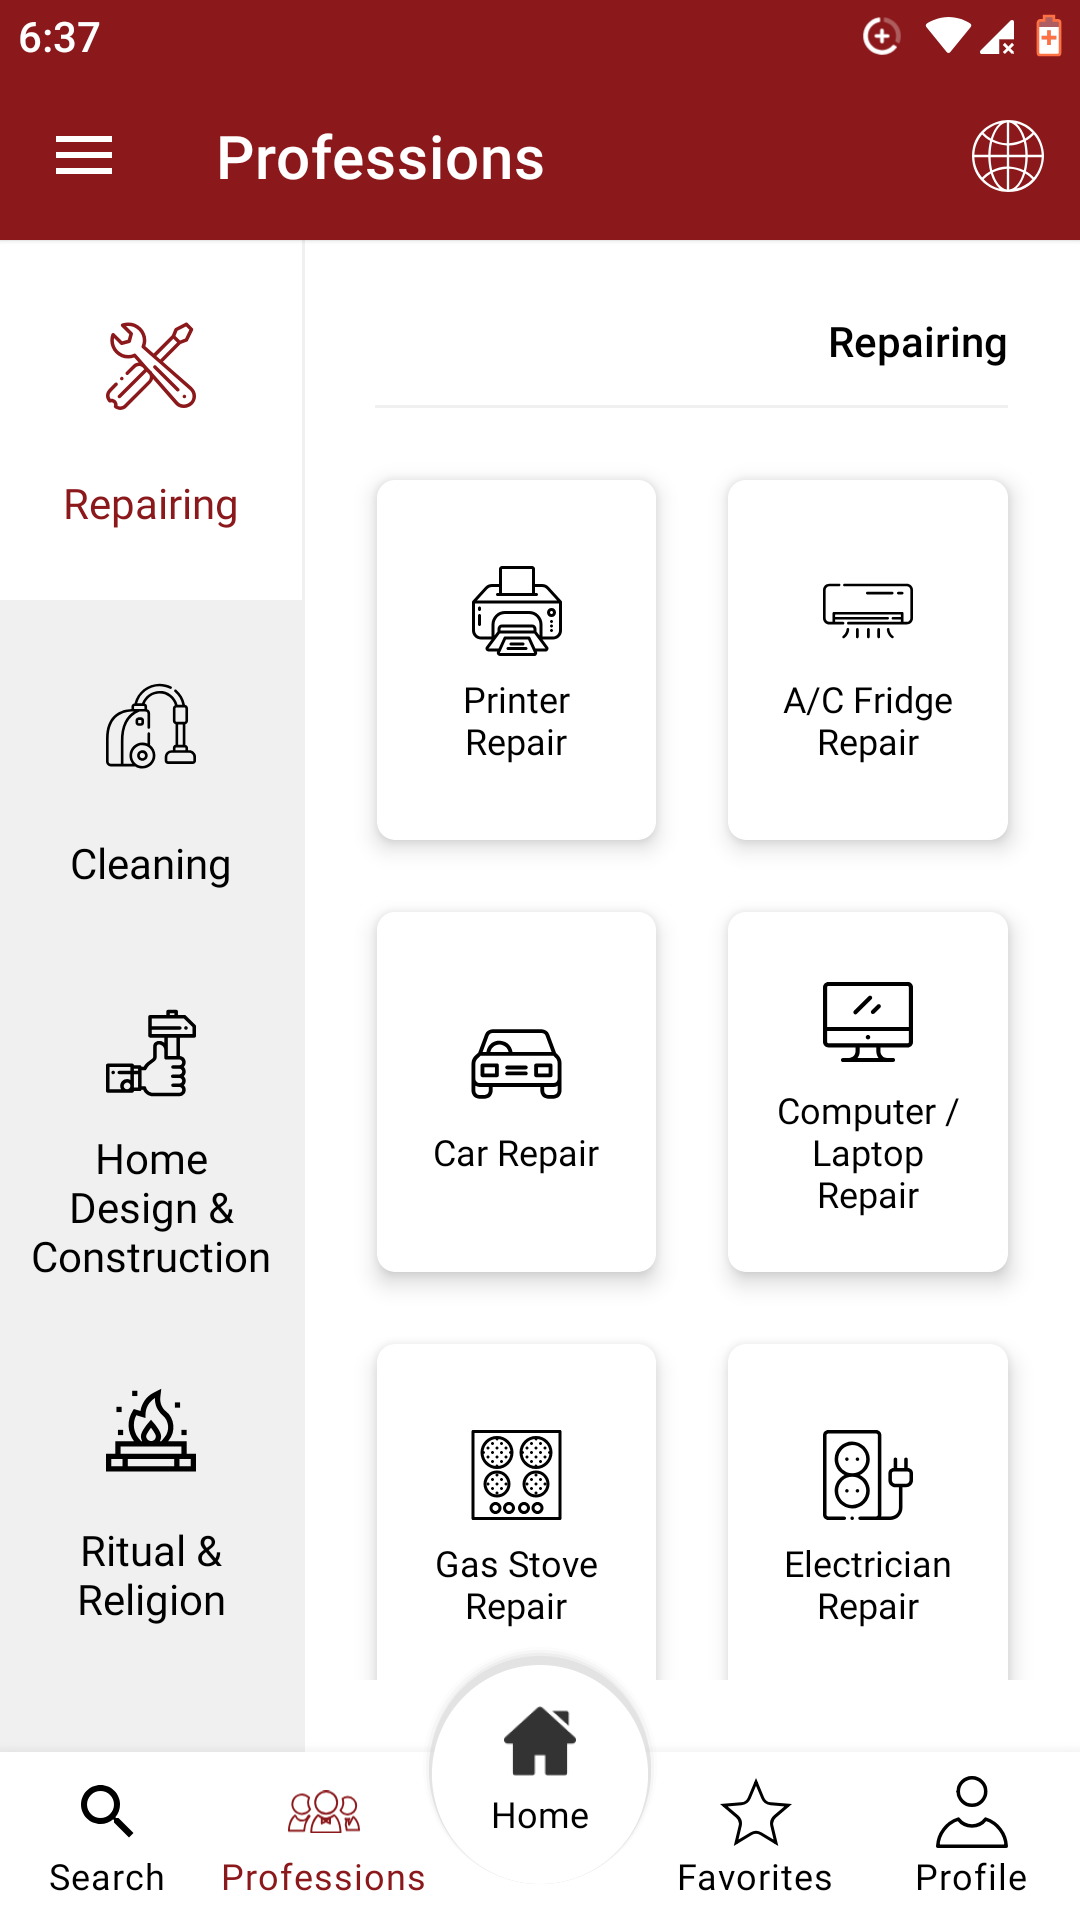 6:37
Professions
Repairing
Cleaning
Home
Design &
Construction
Ritual &
Religion
Repairing
Printer
Repair
A/C Fridge
Repair
Car Repair
Computer /
Laptop
Repair
Gas Stove
Repair
Electrician
Repair
Search
Professions
Home
Favorites
Profile